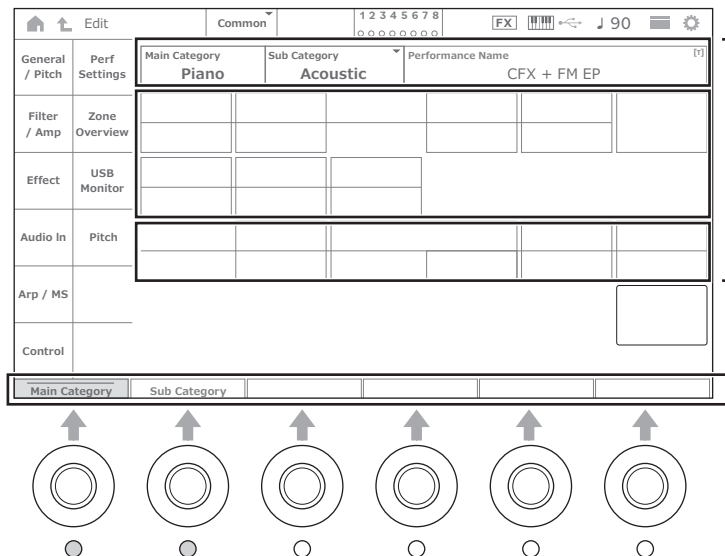 Edit
Common
1 2 3 4 5 6 7 8
FX
♩ 90
General / Pitch
Perf Settings
Main Category
Piano
Sub Category
Acoustic
Performance Name
[T]
CFX + FM EP
Filter / Amp
Zone Overview
Effect
USB Monitor
Audio In
Pitch
Arp / MS
Control
Main Category
Sub Category